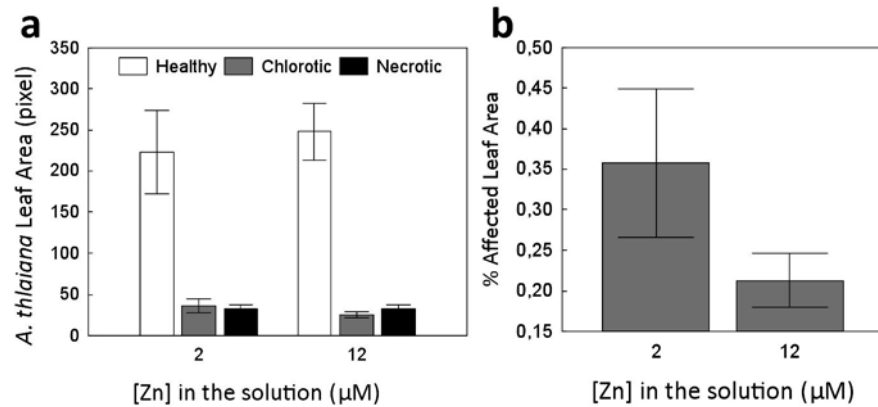 a
350
300
250
200
150
100
50
0
Healthy Chlorotic Necrotic
A. thlaiana Leaf Area (pixel)
2 12
[Zn] in the solution (μM)
b
0,50
0,45
0,40
0,35
0,30
0,25
0,20
0,15
% Affected Leaf Area
2 12
[Zn] in the solution (μM)